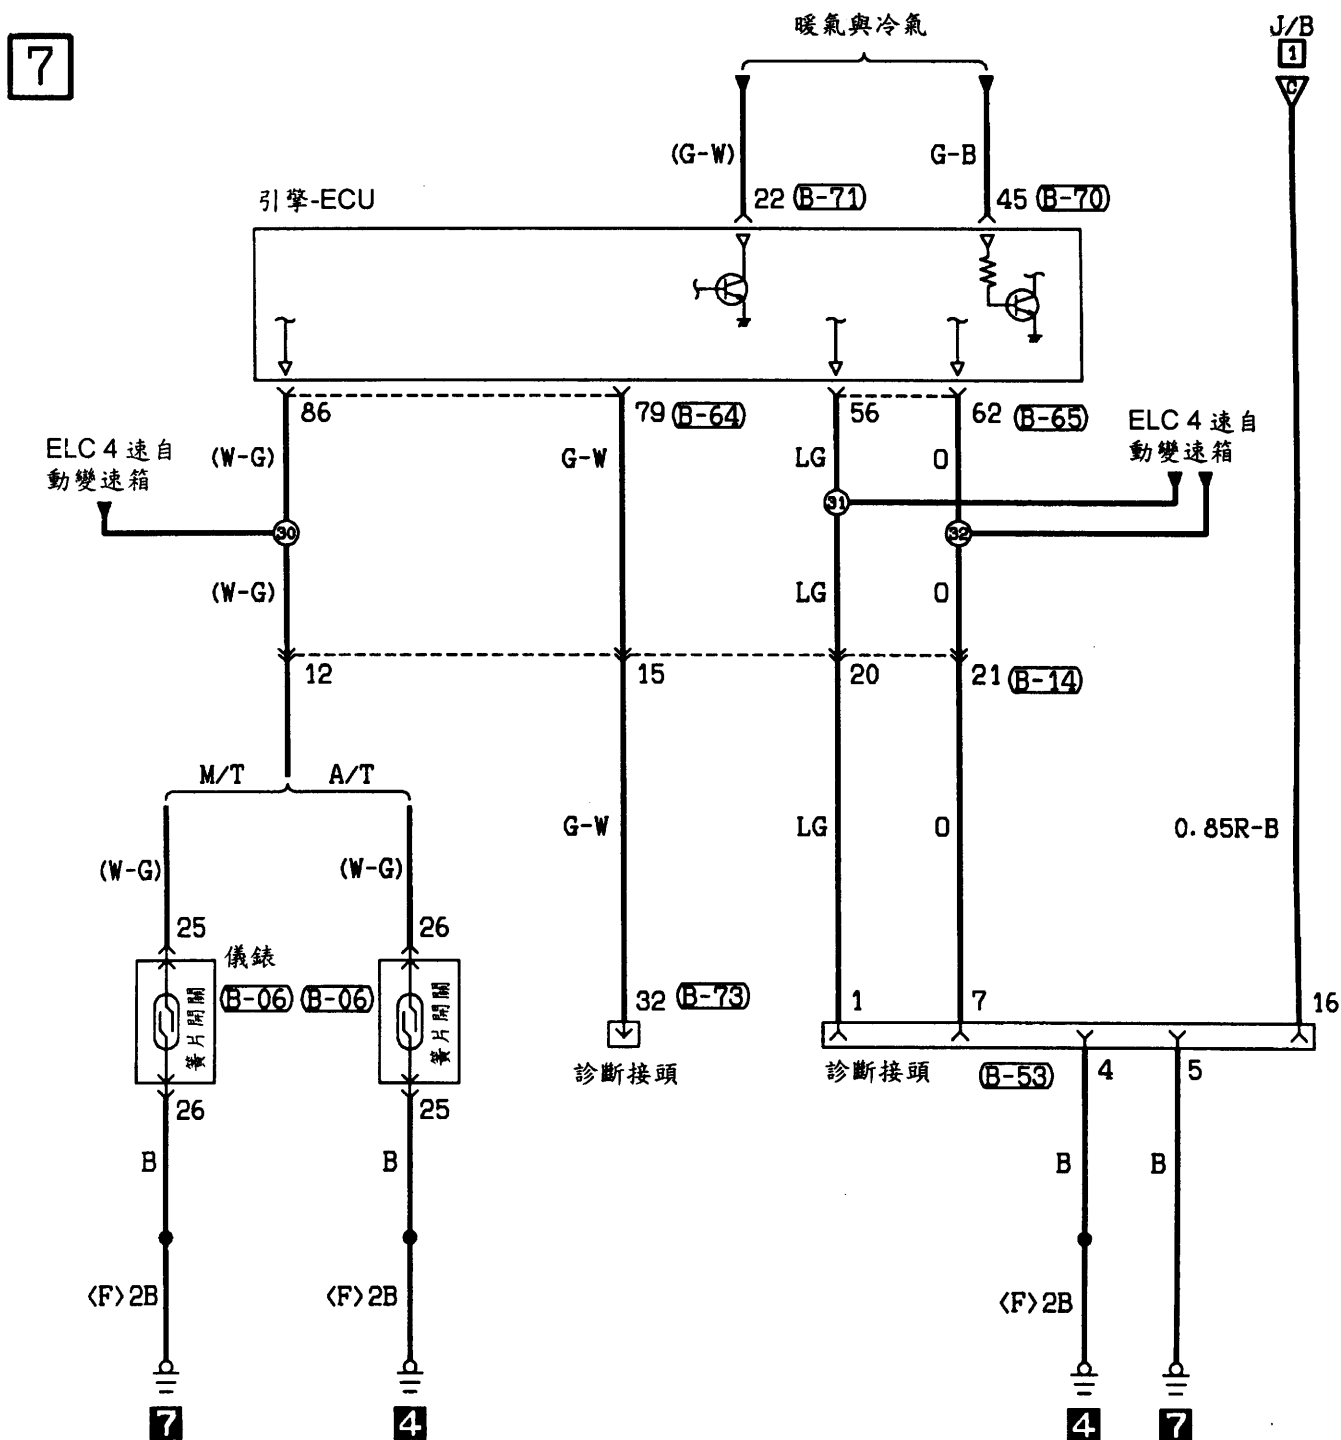 7
暖氣與冷氣
J/B
1
C
(G-W)
G-B
引擎-ECU
22 B-71
45 B-70
86
79 B-64
56
62 B-65
ELC 4 速自
動變速箱
(W-G)
G-W
LG
O
ELC 4 速自
動變速箱
30
31
32
(W-G)
LG
O
12
15
20
21 B-14
M/T
A/T
(W-G)
(W-G)
G-W
LG
O
0.85R-B
25
26
儀錶
B-06
B-06
簧片開關
簧片開關
32 B-73
1
7
16
診斷接頭
診斷接頭
B-53
4
5
26
25
B
B
B
B
<F>2B
<F>2B
<F>2B
7
4
4
7